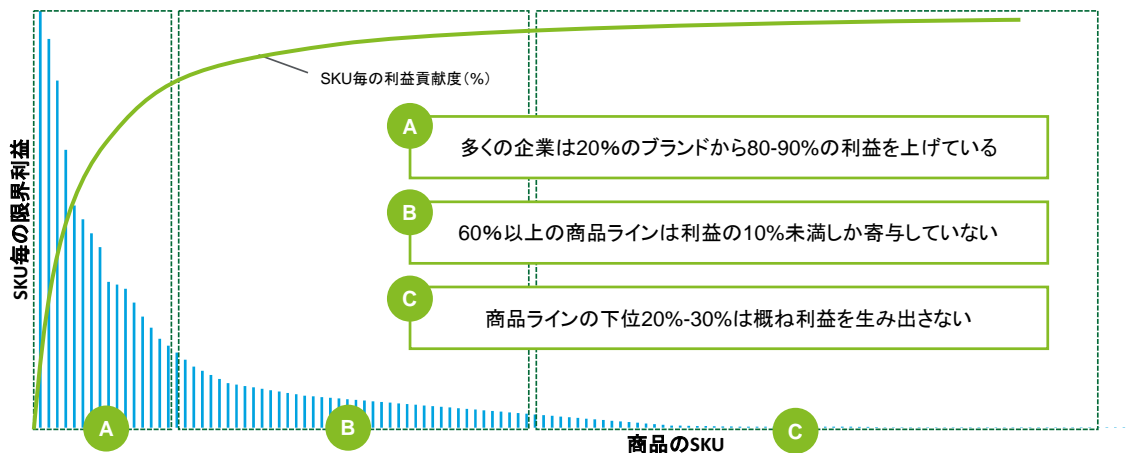 SKU毎の利益貢献度(%)
A
多くの企業は20%のブランドから80-90%の利益を上げている
B
60%以上の商品ラインは利益の10%未満しか寄与していない
C
商品ラインの下位20%-30%は概ね利益を生み出さない
SKU毎の限界利益
A
B
C
商品のSKU